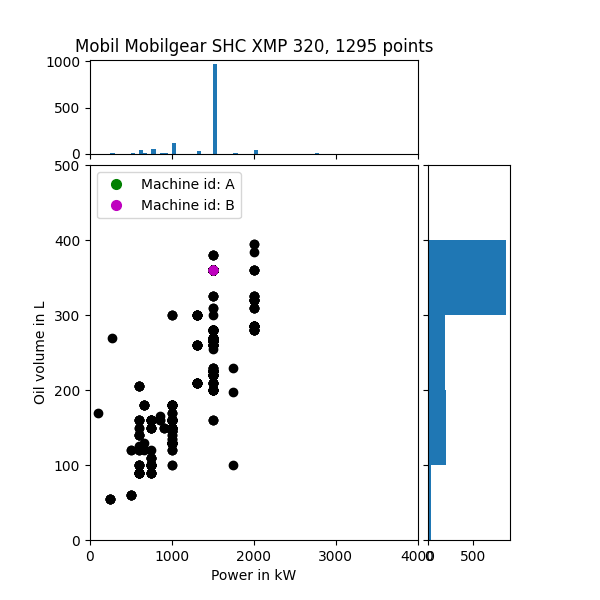 Mobil Mobilgear SHC XMP 320, 1295 points
1000
500
0
500
400
300
200
100
0
Oil volume in L
Machine id: A
Machine id: B
0 1000 2000 3000 4000
0 500
Power in kW